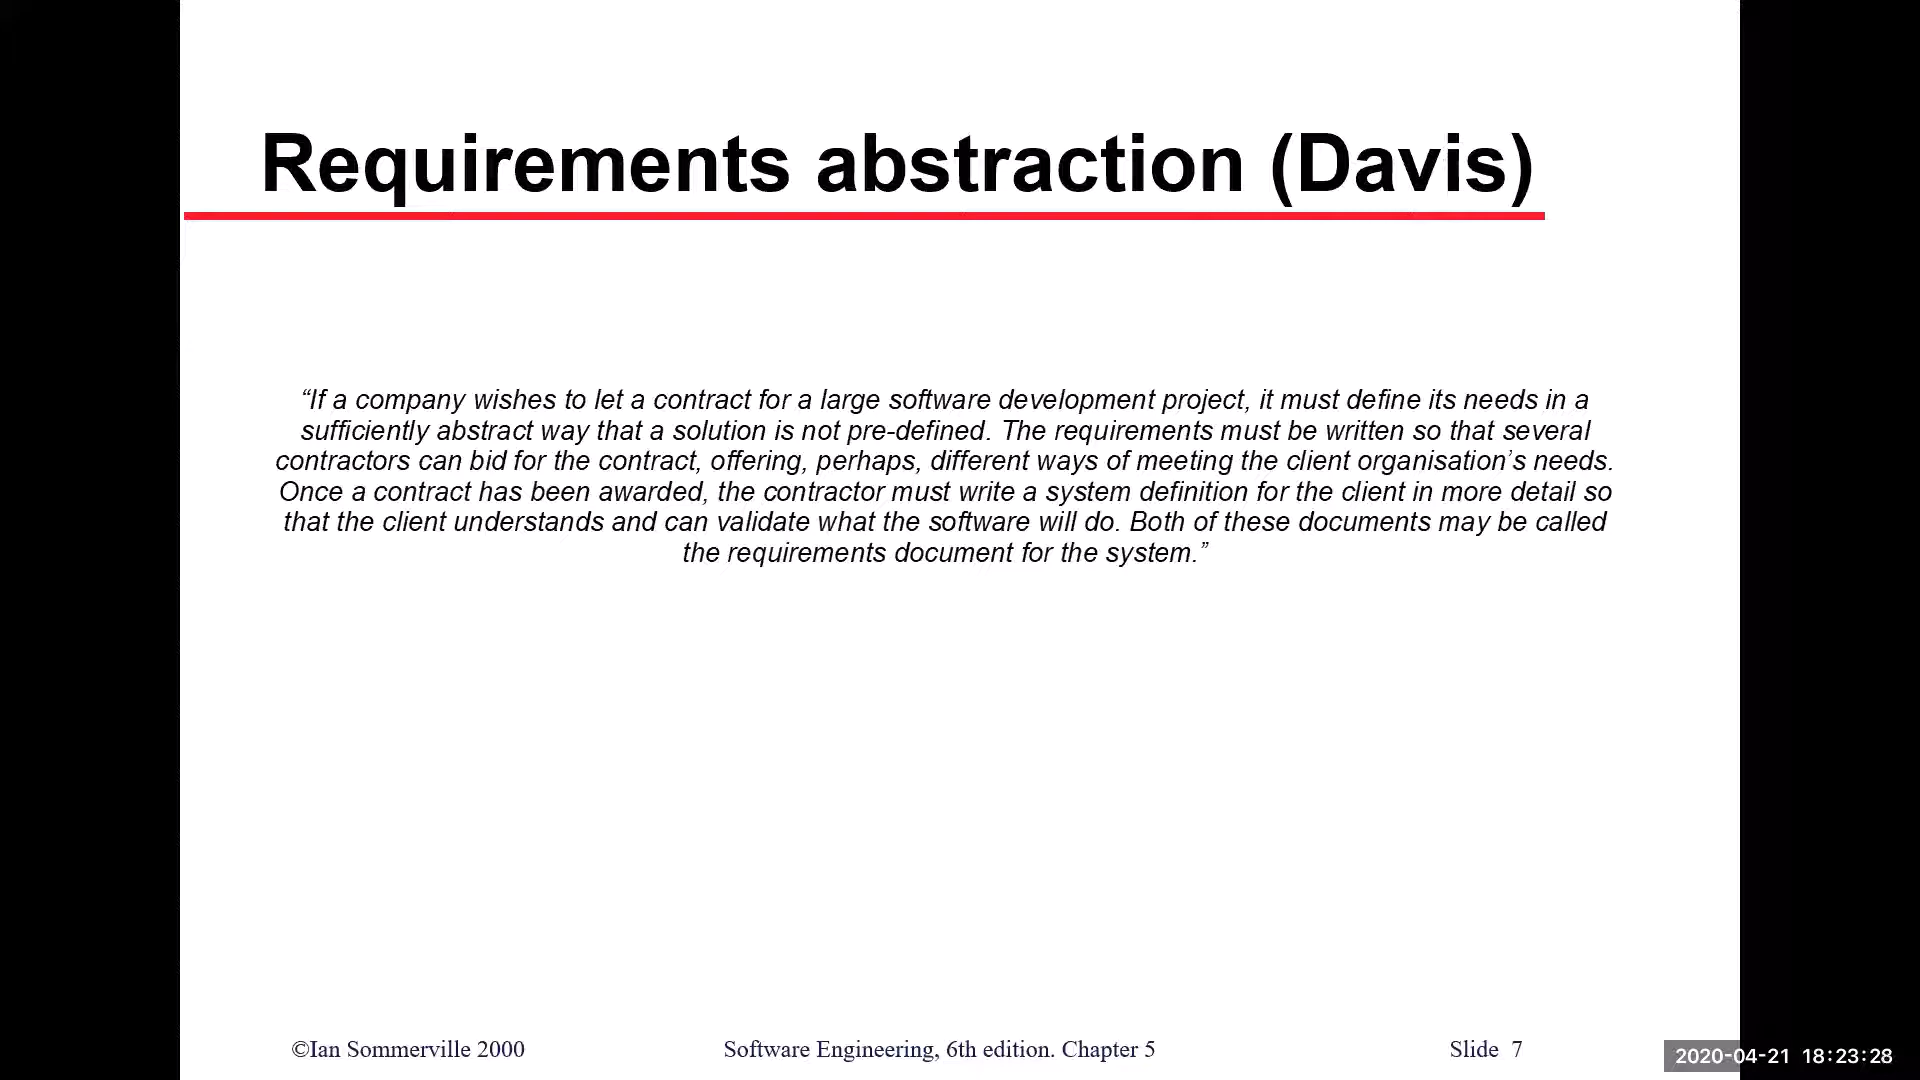 Requirements abstraction (Davis)
“If a company wishes to let a contract for a large software development project, it must define its needs in a
sufficiently abstract way that a solution is not pre-defined. The requirements must be written so that several
contractors can bid for the contract, offering, perhaps, different ways of meeting the client organisation’s needs.
Once a contract has been awarded, the contractor must write a system definition for the client in more detail so
that the client understands and can validate what the software will do. Both of these documents may be called
the requirements document for the system.”
©Ian Sommerville 2000 Software Engineering, 6th edition. Chapter 5 Slide 7
2020-04-21 18:23:28